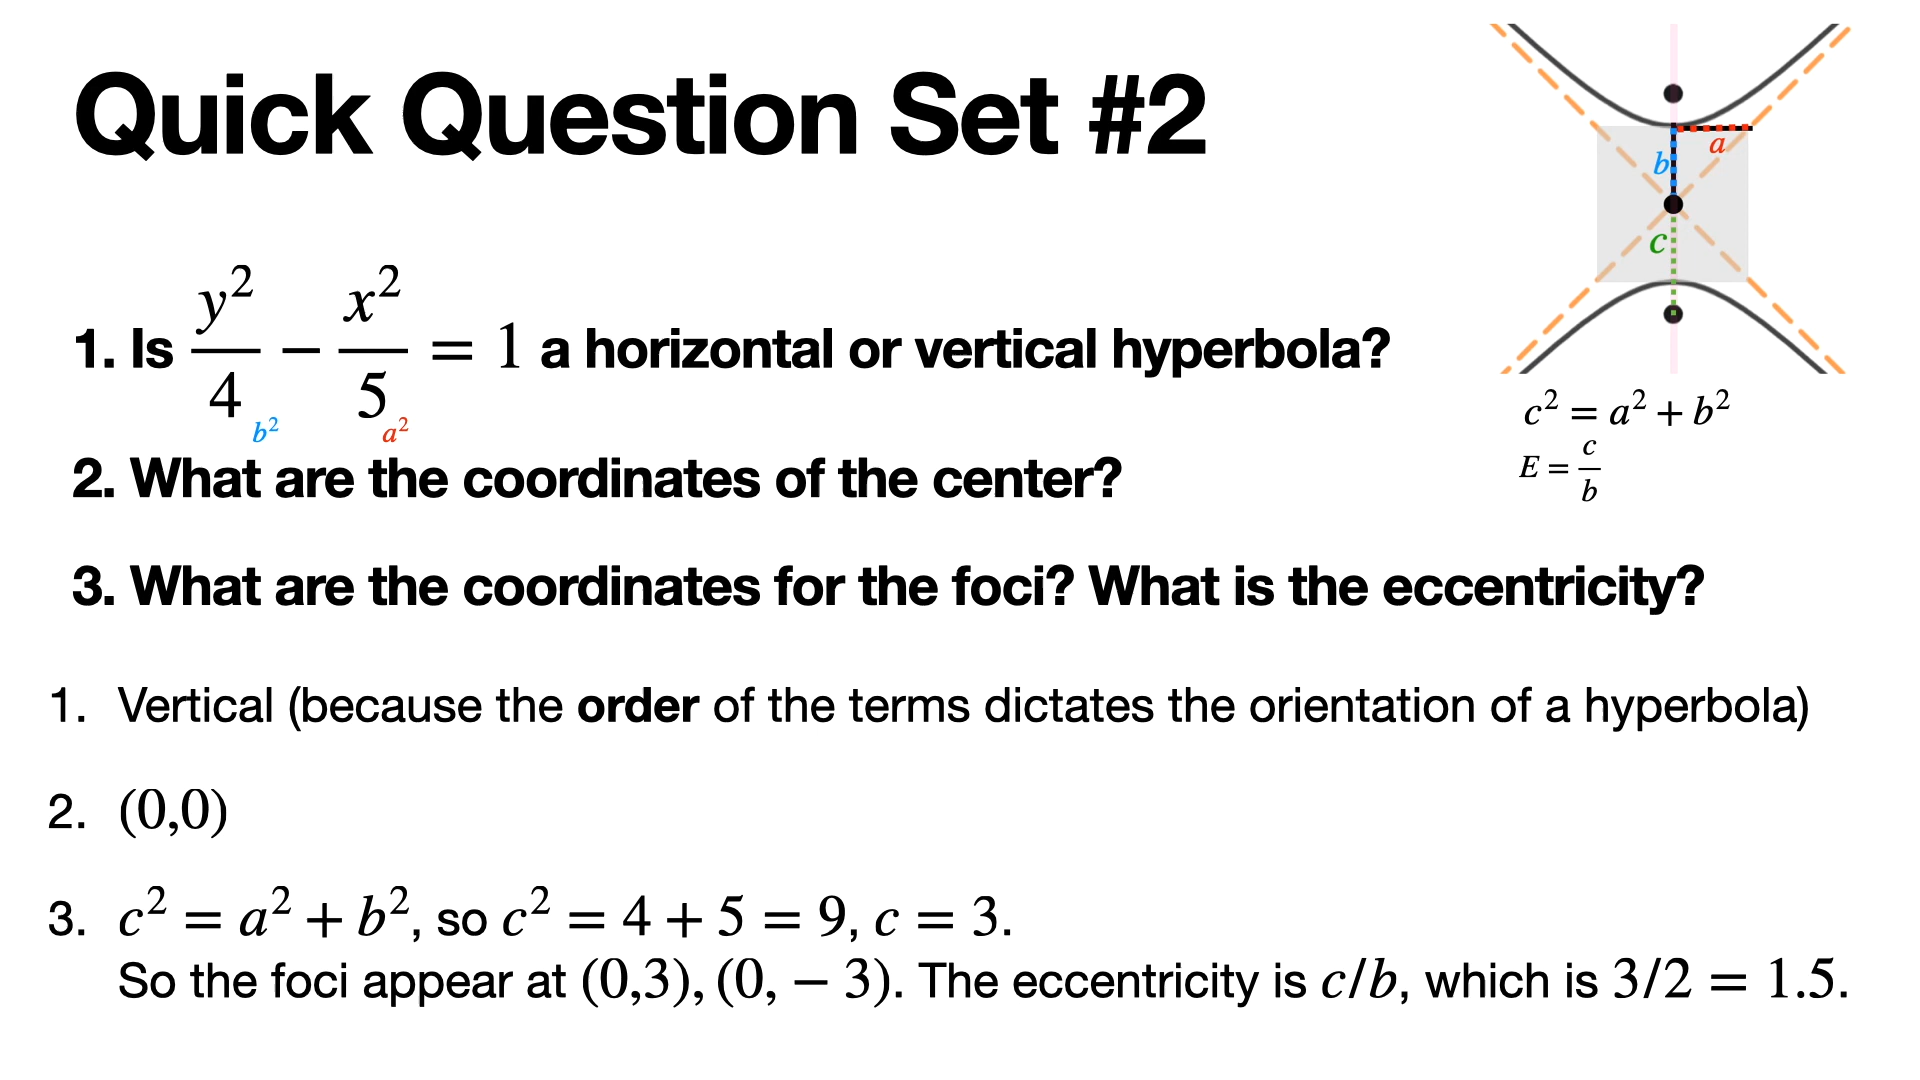 Quick Question Set #2
b
a
c
1. Is y²/4 − x²/5 = 1 a horizontal or vertical hyperbola?
b² a²
c² = a² + b²
E = c/b
2. What are the coordinates of the center?
3. What are the coordinates for the foci? What is the eccentricity?
1. Vertical (because the order of the terms dictates the orientation of a hyperbola)
2. (0,0)
3. c² = a² + b², so c² = 4 + 5 = 9, c = 3.
So the foci appear at (0,3), (0, − 3). The eccentricity is c/b, which is 3/2 = 1.5.